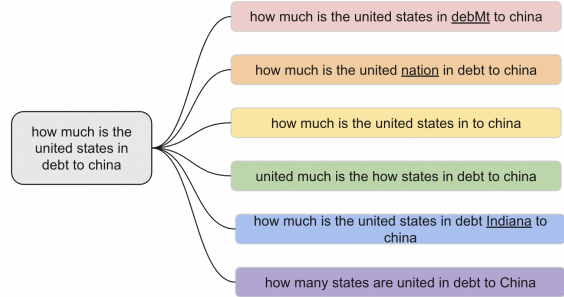 how much is the
united states in
debt to china
how much is the united states in debMt to china
how much is the united nation in debt to china
how much is the united states in to china
united much is the how states in debt to china
how much is the united states in debt Indiana to
china
how many states are united in debt to China